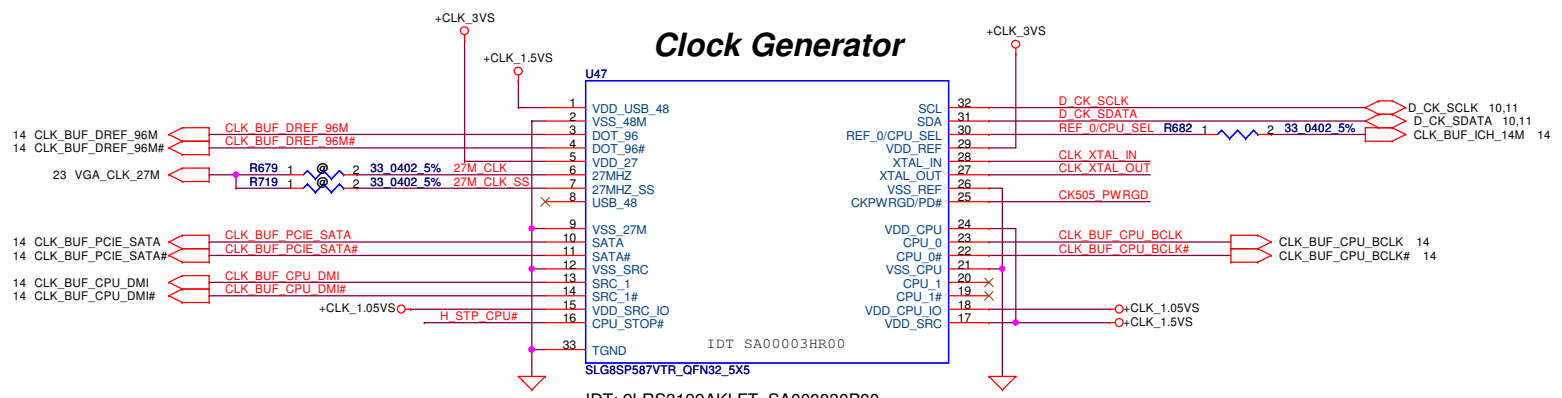 Clock Generator
+CLK_3VS
+CLK_1.5VS
+CLK_3VS
U47
1 VDD_USB_48
2 VSS_48M
14 CLK_BUF_DREF_96M CLK_BUF_DREF_96M 3 DOT_96
14 CLK_BUF_DREF_96M# CLK_BUF_DREF_96M# 4 DOT_96#
5 VDD_27
23 VGA_CLK_27M R679 1 @ 2 33_0402_5% 27M_CLK 6 27MHZ
R719 1 @ 2 33_0402_5% 27M_CLK_SS 7 27MHZ_SS
8 USB_48
9 VSS_27M
14 CLK_BUF_PCIE_SATA CLK_BUF_PCIE_SATA 10 SATA
14 CLK_BUF_PCIE_SATA# CLK_BUF_PCIE_SATA# 11 SATA#
12 VSS_SRC
14 CLK_BUF_CPU_DMI CLK_BUF_CPU_DMI 13 SRC_1
14 CLK_BUF_CPU_DMI# CLK_BUF_CPU_DMI# 14 SRC_1#
+CLK_1.05VS 15 VDD_SRC_IO
H_STP_CPU# 16 CPU_STOP#
33 TGND
SCL 32 D_CK_SCLK D_CK_SCLK 10,11
SDA 31 D_CK_SDATA D_CK_SDATA 10,11
REF_0/CPU_SEL 30 REF_0/CPU_SEL R682 1 2 33_0402_5% CLK_BUF_ICH_14M 14
VDD_REF 29
XTAL_IN 28 CLK_XTAL_IN
XTAL_OUT 27 CLK_XTAL_OUT
VSS_REF 26
CKPWRGD/PD# 25 CK505_PWRGD
VDD_CPU 24
CPU_0 23 CLK_BUF_CPU_BCLK CLK_BUF_CPU_BCLK 14
CPU_0# 22 CLK_BUF_CPU_BCLK# CLK_BUF_CPU_BCLK# 14
VSS_CPU 21
CPU_1 20
CPU_1# 19
VDD_CPU_IO 18 +CLK_1.05VS
VDD_SRC 17 +CLK_1.5VS
IDT SA00003HR00
SLG8SP587VTR_QFN32_5X5